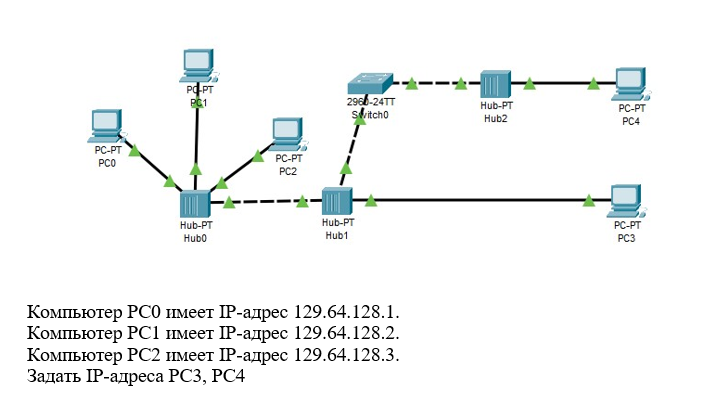 PC-PT
PC1
PC-PT
PC0
PC-PT
PC2
2960-24TT
Switch0
Hub-PT
Hub2
PC-PT
PC4
Hub-PT
Hub0
Hub-PT
Hub1
PC-PT
PC3
Компьютер PC0 имеет IP-адрес 129.64.128.1.
Компьютер PC1 имеет IP-адрес 129.64.128.2.
Компьютер PC2 имеет IP-адрес 129.64.128.3.
Задать IP-адреса PC3, PC4